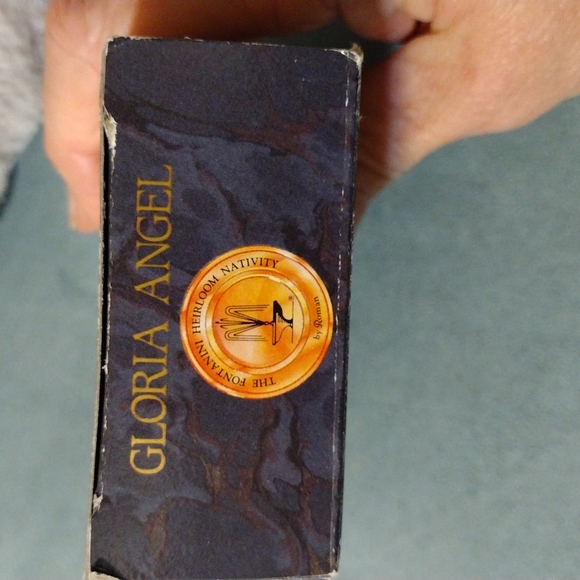 GLORIA ANGEL
THE FONTANINI HEIRLOOM NATIVITY
®
by Roman